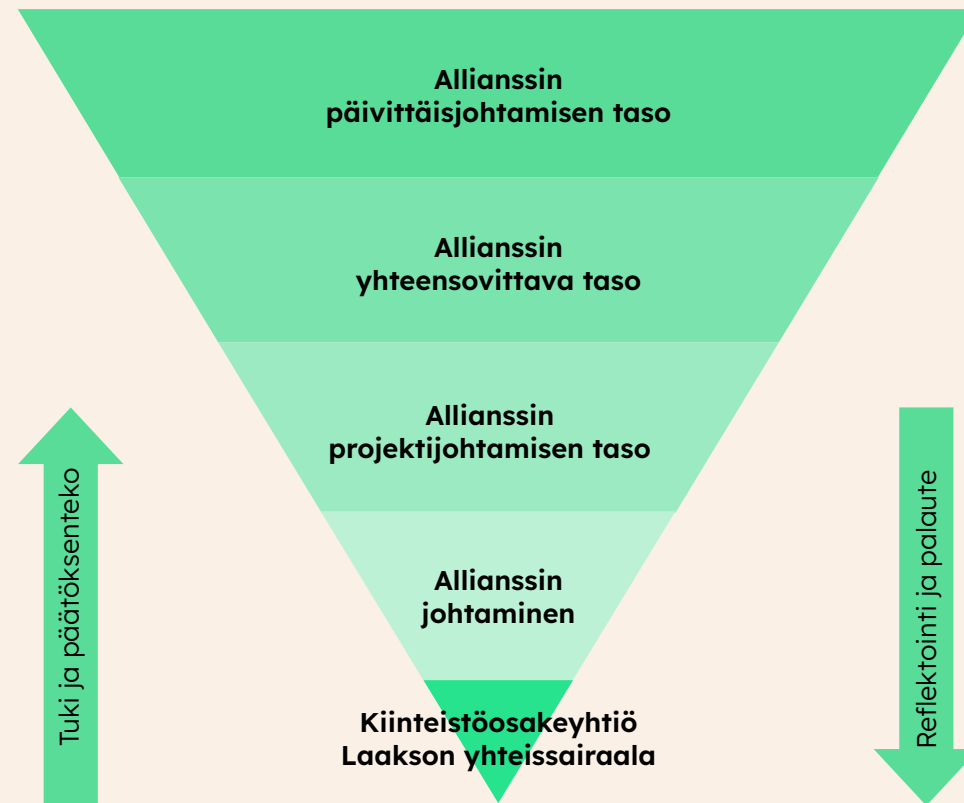 Allianssin
päivittäisjohtamisen taso
Allianssin
yhteensovittava taso
Allianssin
projektijohtamisen taso
Allianssin
johtaminen
Kiinteistöosakeyhtiö
Laakson yhteissairaala
Tuki ja päätöksenteko
Reflektointi ja palaute